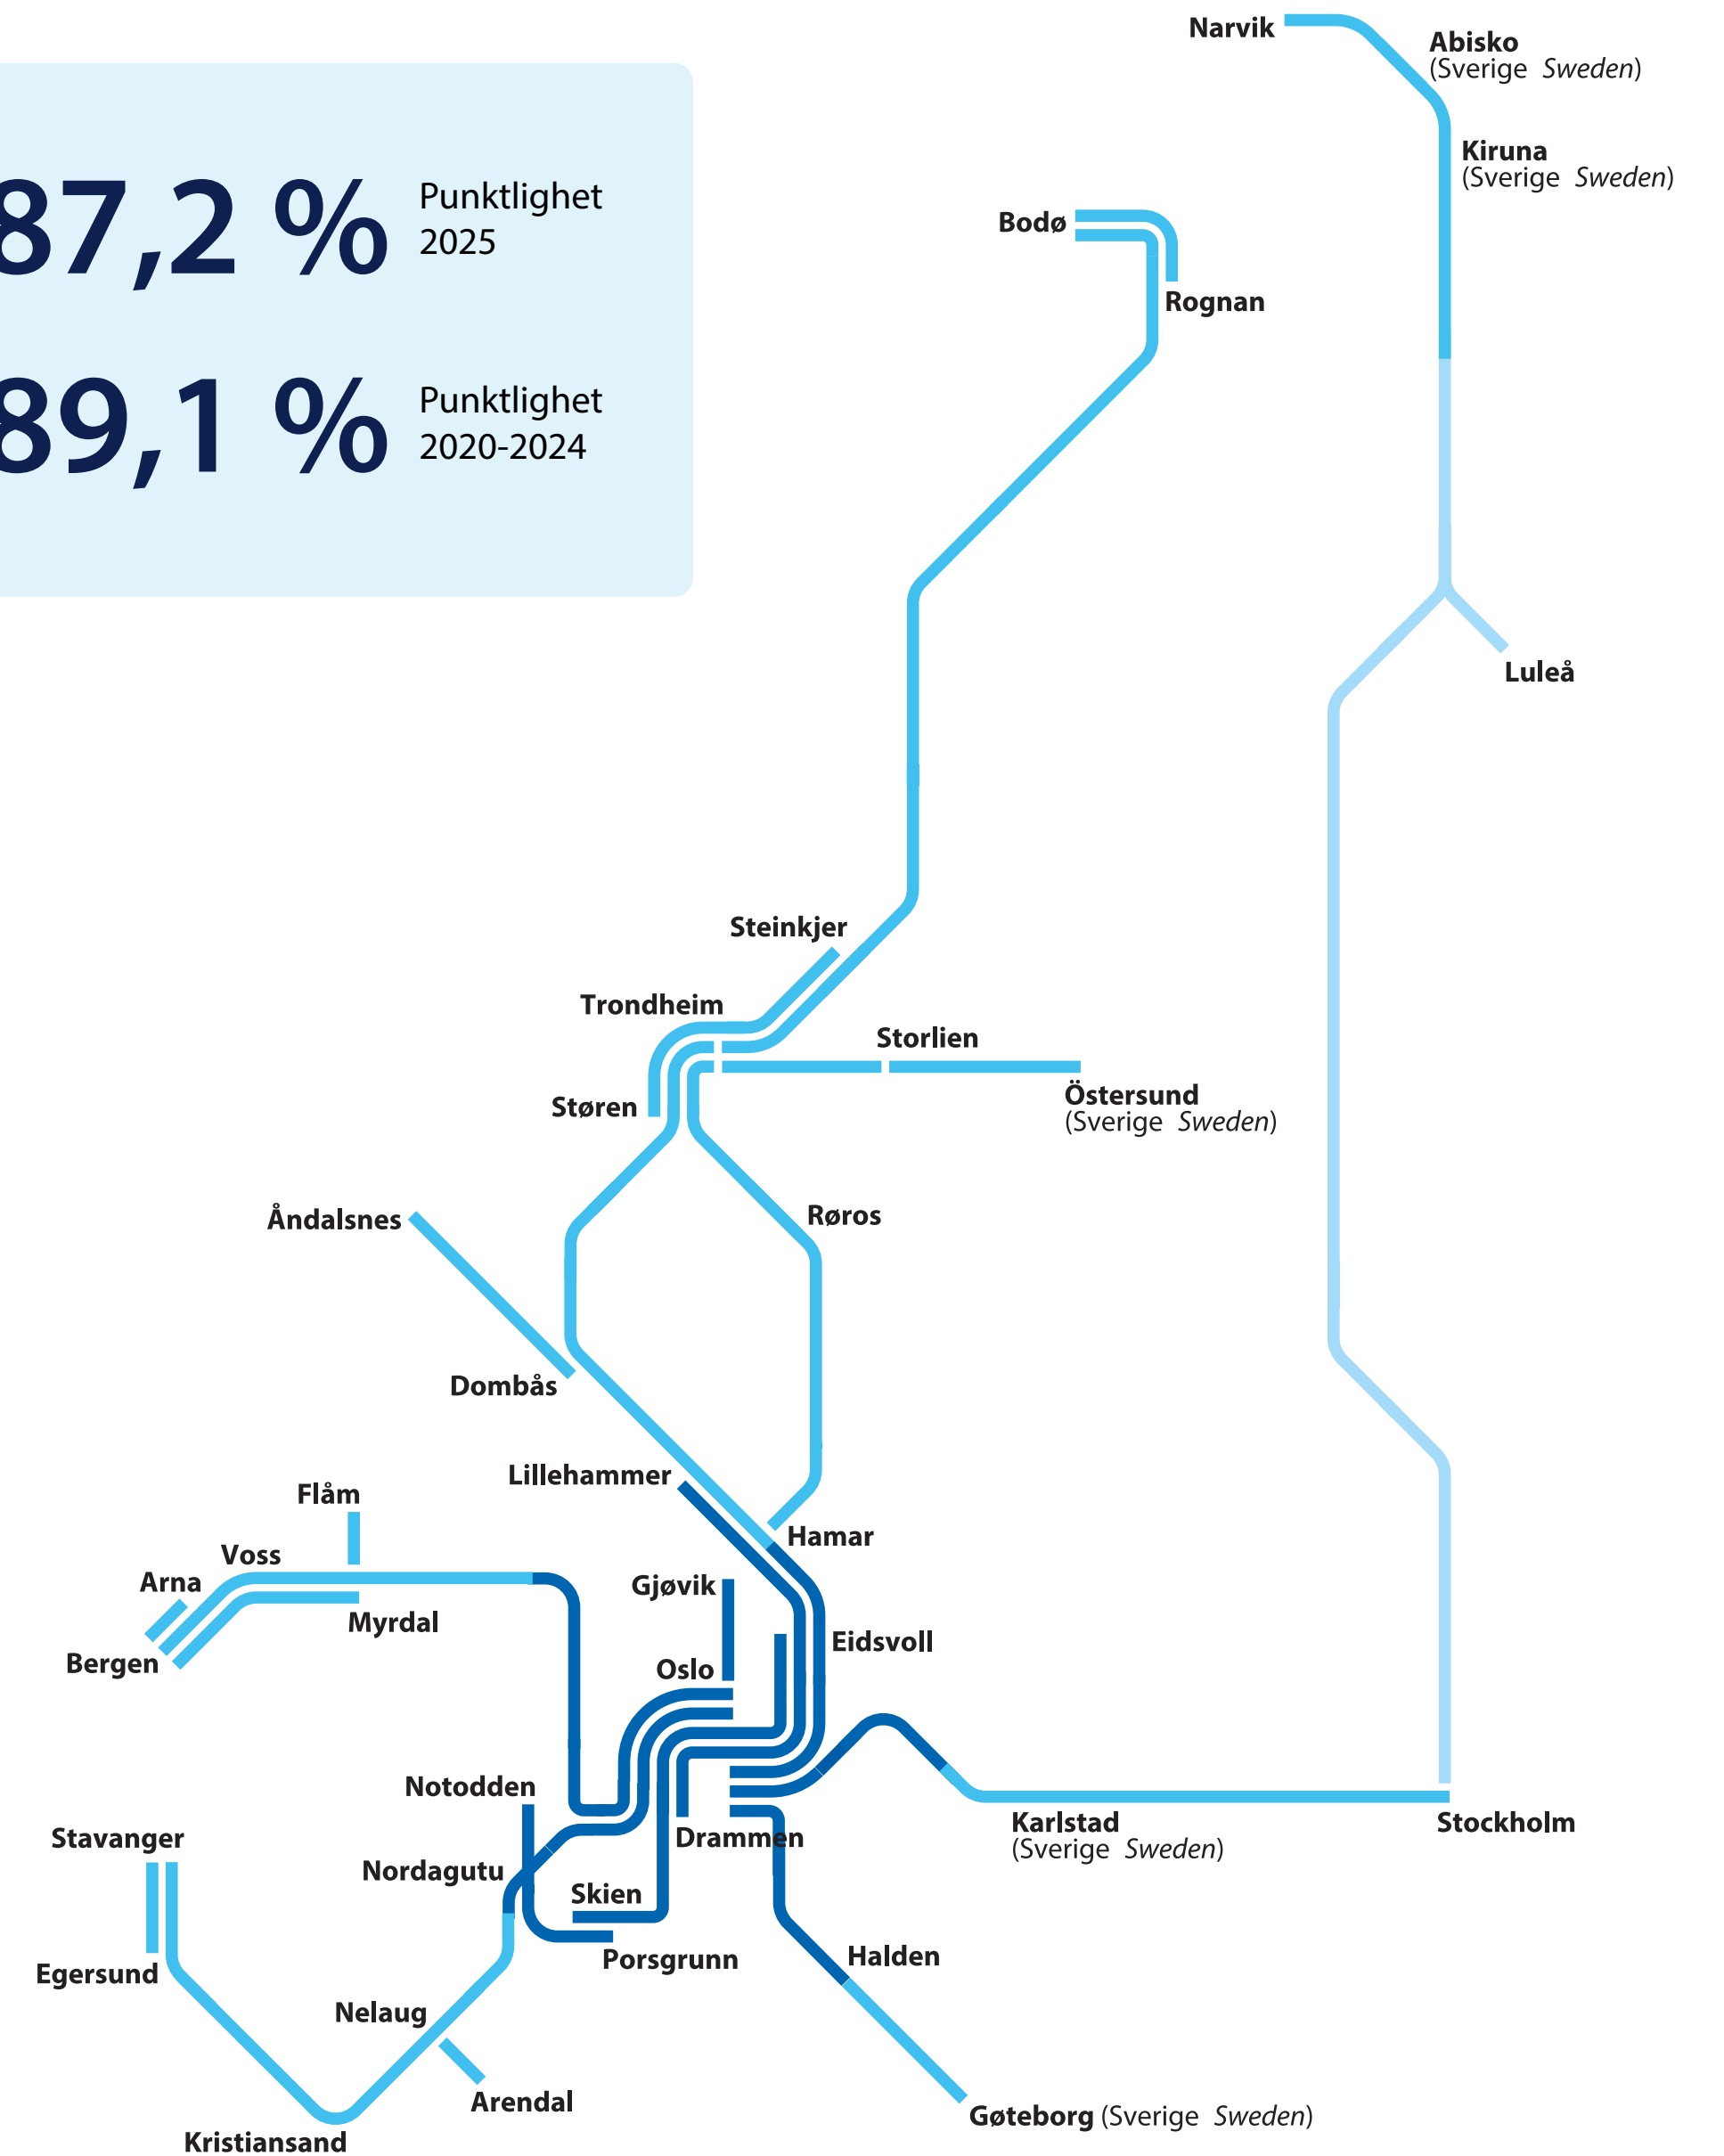 Narvik
Abisko
(Sverige Sweden)
Kiruna
(Sverige Sweden)
87,2 %
Punktlighet
2025
Bodø
Rognan
89,1 %
Punktlighet
2020-2024
Luleå
Steinkjer
Trondheim
Storlien
Östersund
(Sverige Sweden)
Støren
Åndalsnes
Røros
Dombås
Lillehammer
Flåm
Hamar
Voss
Arna
Gjøvik
Myrdal
Eidsvoll
Bergen
Oslo
Notodden
Stavanger
Drammen
Karlstad
(Sverige Sweden)
Stockholm
Nordagutu
Skien
Porsgrunn
Halden
Egersund
Nelaug
Arendal
Gøteborg (Sverige Sweden)
Kristiansand